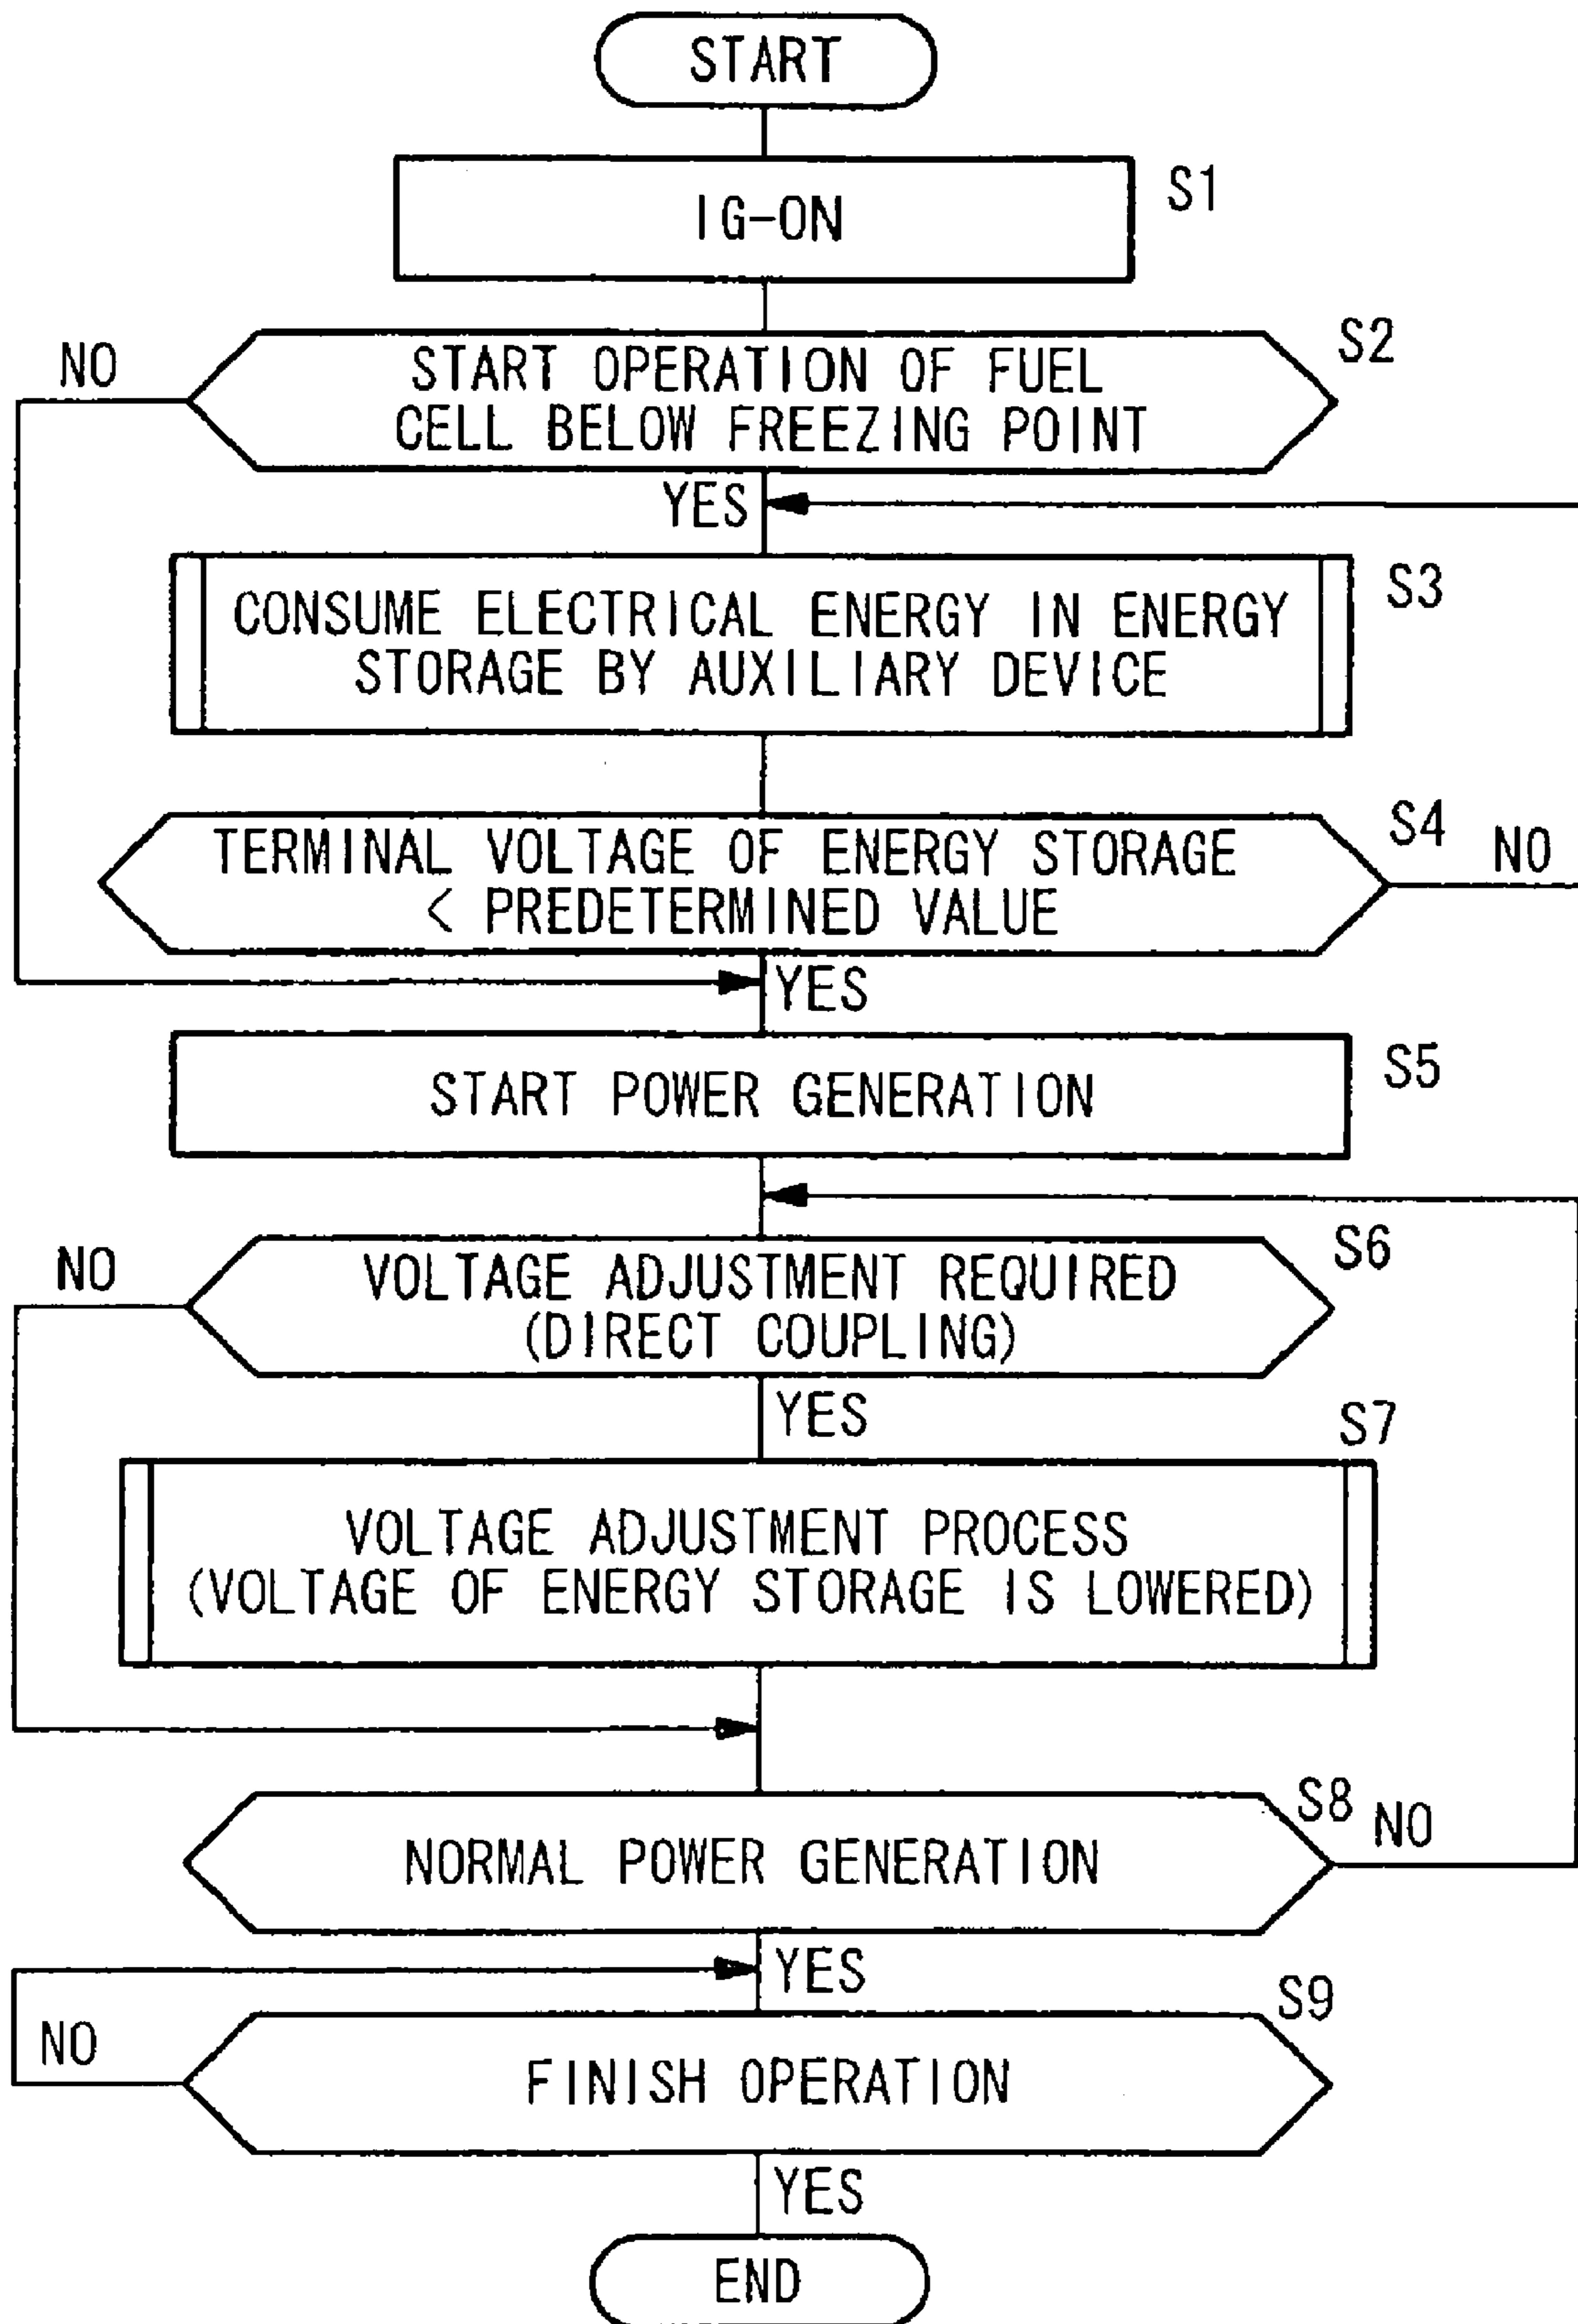 START
IG-ON
S1
START OPERATION OF FUEL
CELL BELOW FREEZING POINT
S2
NO
YES
CONSUME ELECTRICAL ENERGY IN ENERGY
STORAGE BY AUXILIARY DEVICE
S3
TERMINAL VOLTAGE OF ENERGY STORAGE
< PREDETERMINED VALUE
S4
NO
YES
START POWER GENERATION
S5
VOLTAGE ADJUSTMENT REQUIRED
(DIRECT COUPLING)
S6
NO
YES
S7
VOLTAGE ADJUSTMENT PROCESS
(VOLTAGE OF ENERGY STORAGE IS LOWERED)
S8
NO
NORMAL POWER GENERATION
YES
S9
NO
FINISH OPERATION
YES
END